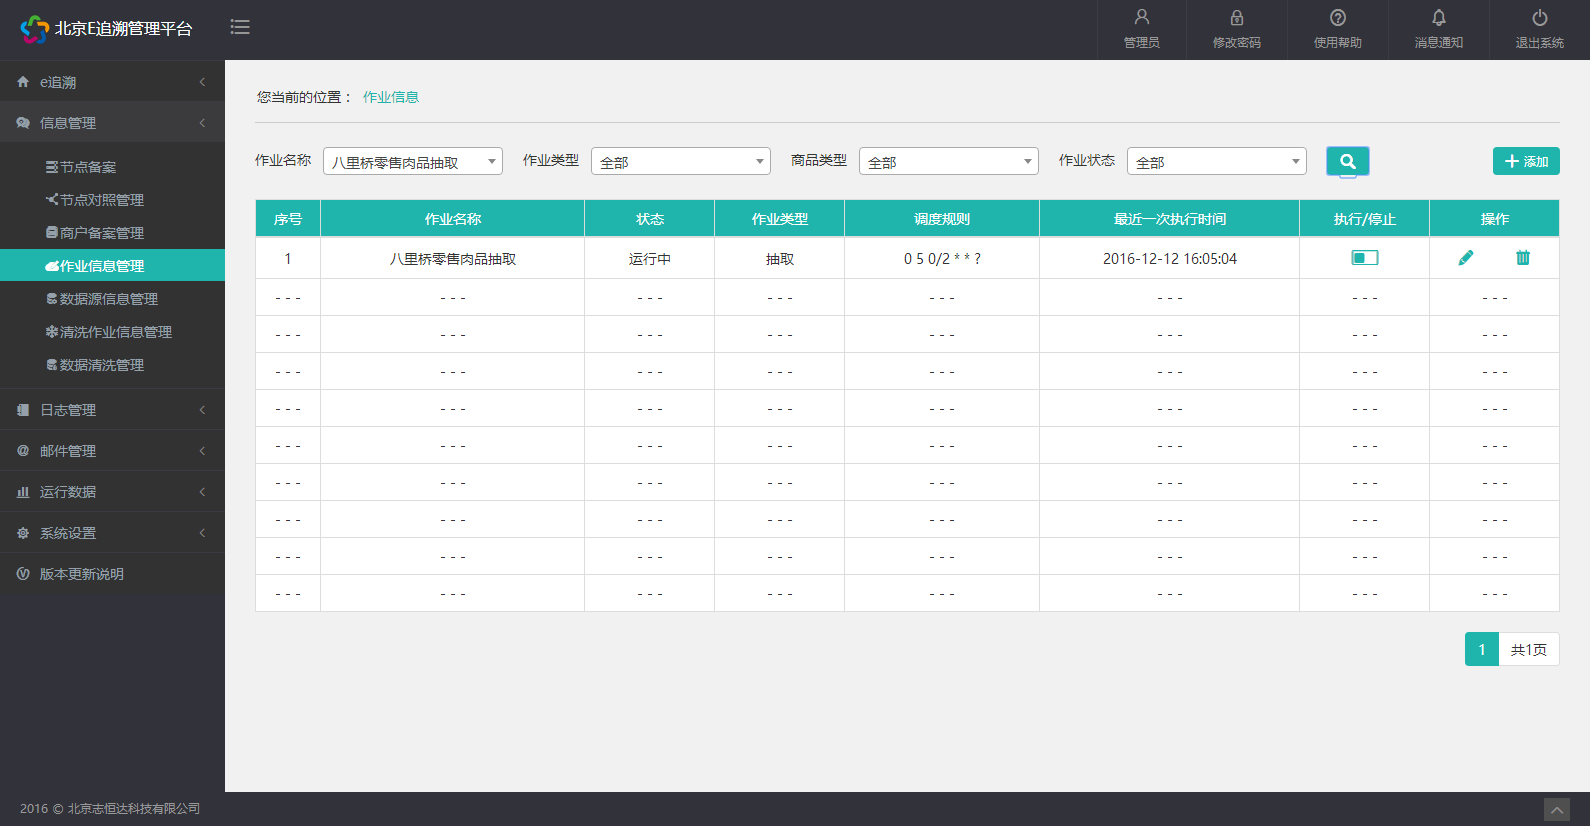 北京E追溯管理平台
管理员 修改密码 使用帮助 消息通知 退出系统
e追溯
信息管理
节点备案
节点对照管理
商户备案管理
作业信息管理
数据源信息管理
清洗作业信息管理
数据清洗管理
日志管理
邮件管理
运行数据
系统设置
版本更新说明
您当前的位置： 作业信息
作业名称 八里桥零售肉品抽取 作业类型 全部 商品类型 全部 作业状态 全部 添加
序号 作业名称 状态 作业类型 调度规则 最近一次执行时间 执行/停止 操作
1 八里桥零售肉品抽取 运行中 抽取 0 5 0/2 * * ? 2016-12-12 16:05:04
--- --- --- --- --- --- --- ---
--- --- --- --- --- --- --- ---
--- --- --- --- --- --- --- ---
--- --- --- --- --- --- --- ---
--- --- --- --- --- --- --- ---
--- --- --- --- --- --- --- ---
--- --- --- --- --- --- --- ---
--- --- --- --- --- --- --- ---
--- --- --- --- --- --- --- ---
1 共1页
2016 © 北京志恒达科技有限公司